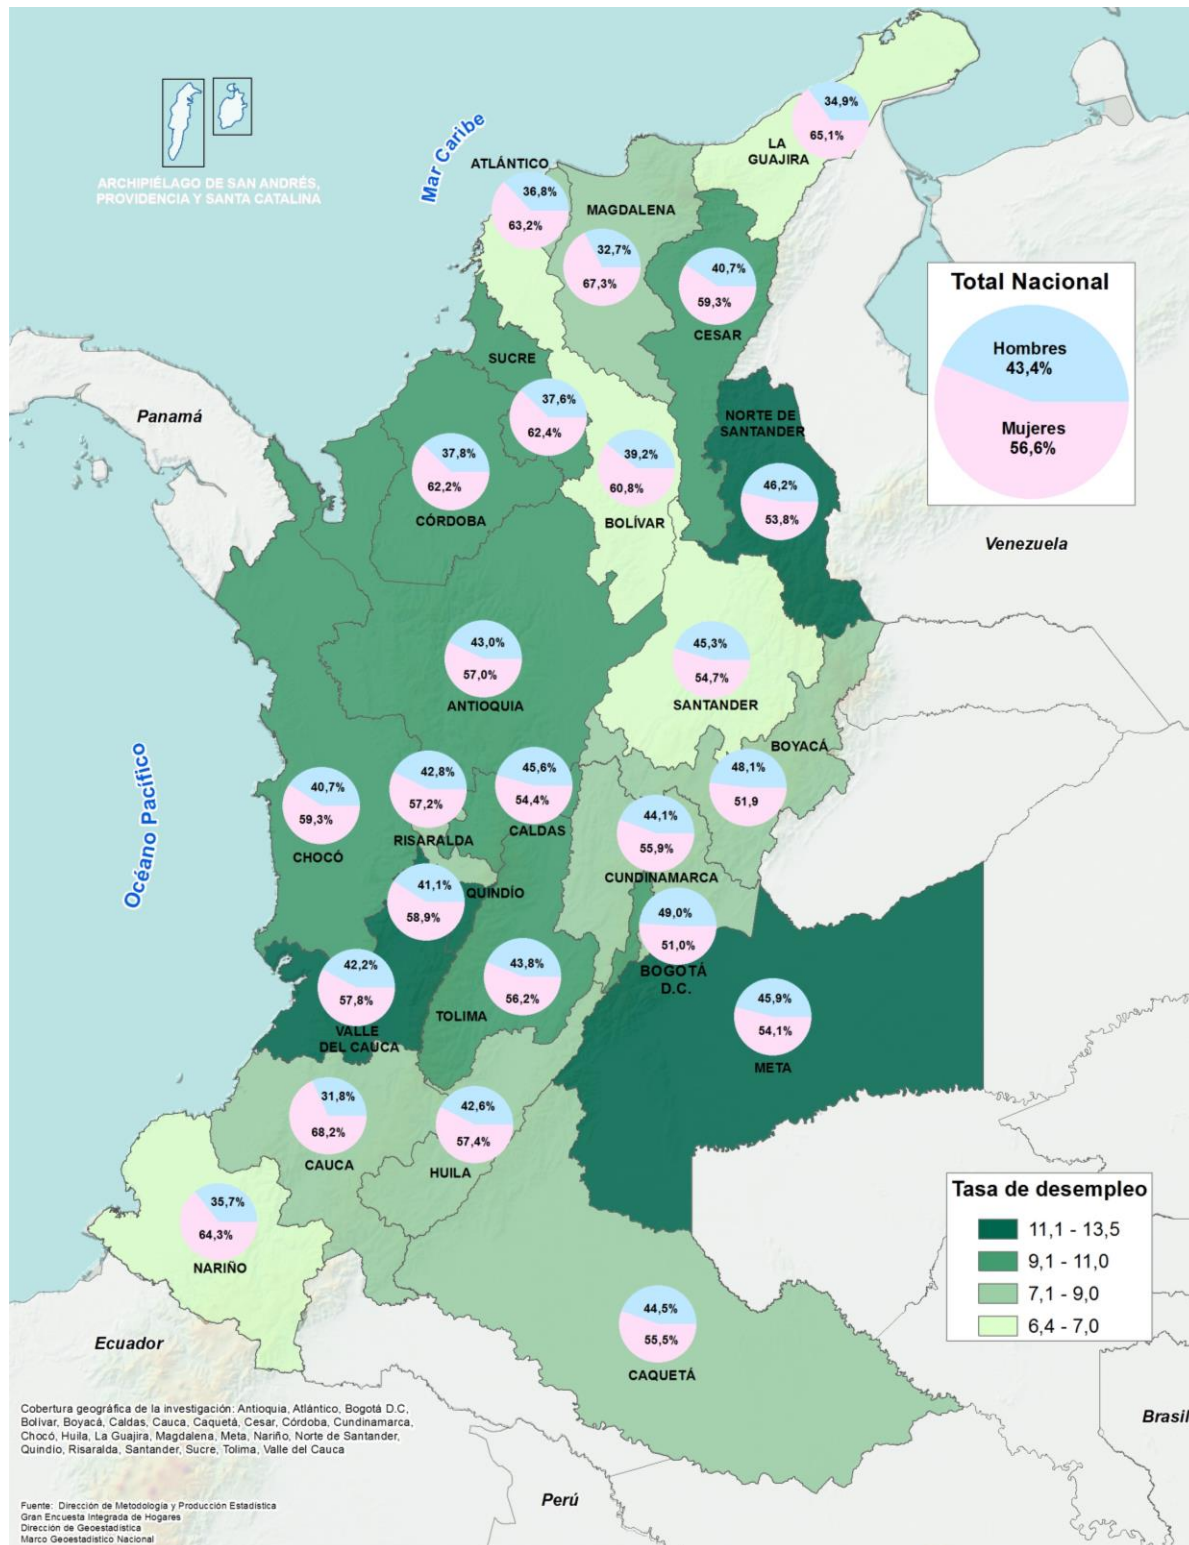 34,9%
65,1%
LA
GUAJIRA
Mar Caribe
ATLÁNTICO
36,8%
63,2%
ARCHIPIÉLAGO DE SAN ANDRÉS,
PROVIDENCIA Y SANTA CATALINA
MAGDALENA
32,7%
67,3%
40,7%
59,3%
CESAR
Total Nacional
Hombres
43,4%
Mujeres
56,6%
SUCRE
37,6%
62,4%
Panamá
NORTE DE
SANTANDER
46,2%
53,8%
37,8%
62,2%
CÓRDOBA
39,2%
60,8%
BOLÍVAR
Venezuela
43,0%
57,0%
ANTIOQUIA
45,3%
54,7%
SANTANDER
BOYACÁ
48,1%
51,9
Océano Pacífico
40,7%
59,3%
CHOCÓ
42,8%
57,2%
RISARALDA
45,6%
54,4%
CALDAS
44,1%
55,9%
CUNDINAMARCA
QUINDÍO
41,1%
58,9%
49,0%
51,0%
BOGOTÁ
D.C.
42,2%
57,8%
VALLE
DEL CAUCA
43,8%
56,2%
TOLIMA
45,9%
54,1%
META
31,8%
68,2%
CAUCA
42,6%
57,4%
HUILA
35,7%
64,3%
NARIÑO
Tasa de desempleo
11,1 - 13,5
9,1 - 11,0
7,1 - 9,0
6,4 - 7,0
44,5%
55,5%
CAQUETÁ
Ecuador
Brasil
Perú
Cobertura geográfica de la investigación: Antioquia, Atlántico, Bogotá D.C,
Bolívar, Boyacá, Caldas, Cauca, Caquetá, Cesar, Córdoba, Cundinamarca,
Chocó, Huila, La Guajira, Magdalena, Meta, Nariño, Norte de Santander,
Quindío, Risaralda, Santander, Sucre, Tolima, Valle del Cauca
Fuente: Dirección de Metodología y Producción Estadística
Gran Encuesta Integrada de Hogares
Dirección de Geoestadística
Marco Geoestadístico Nacional